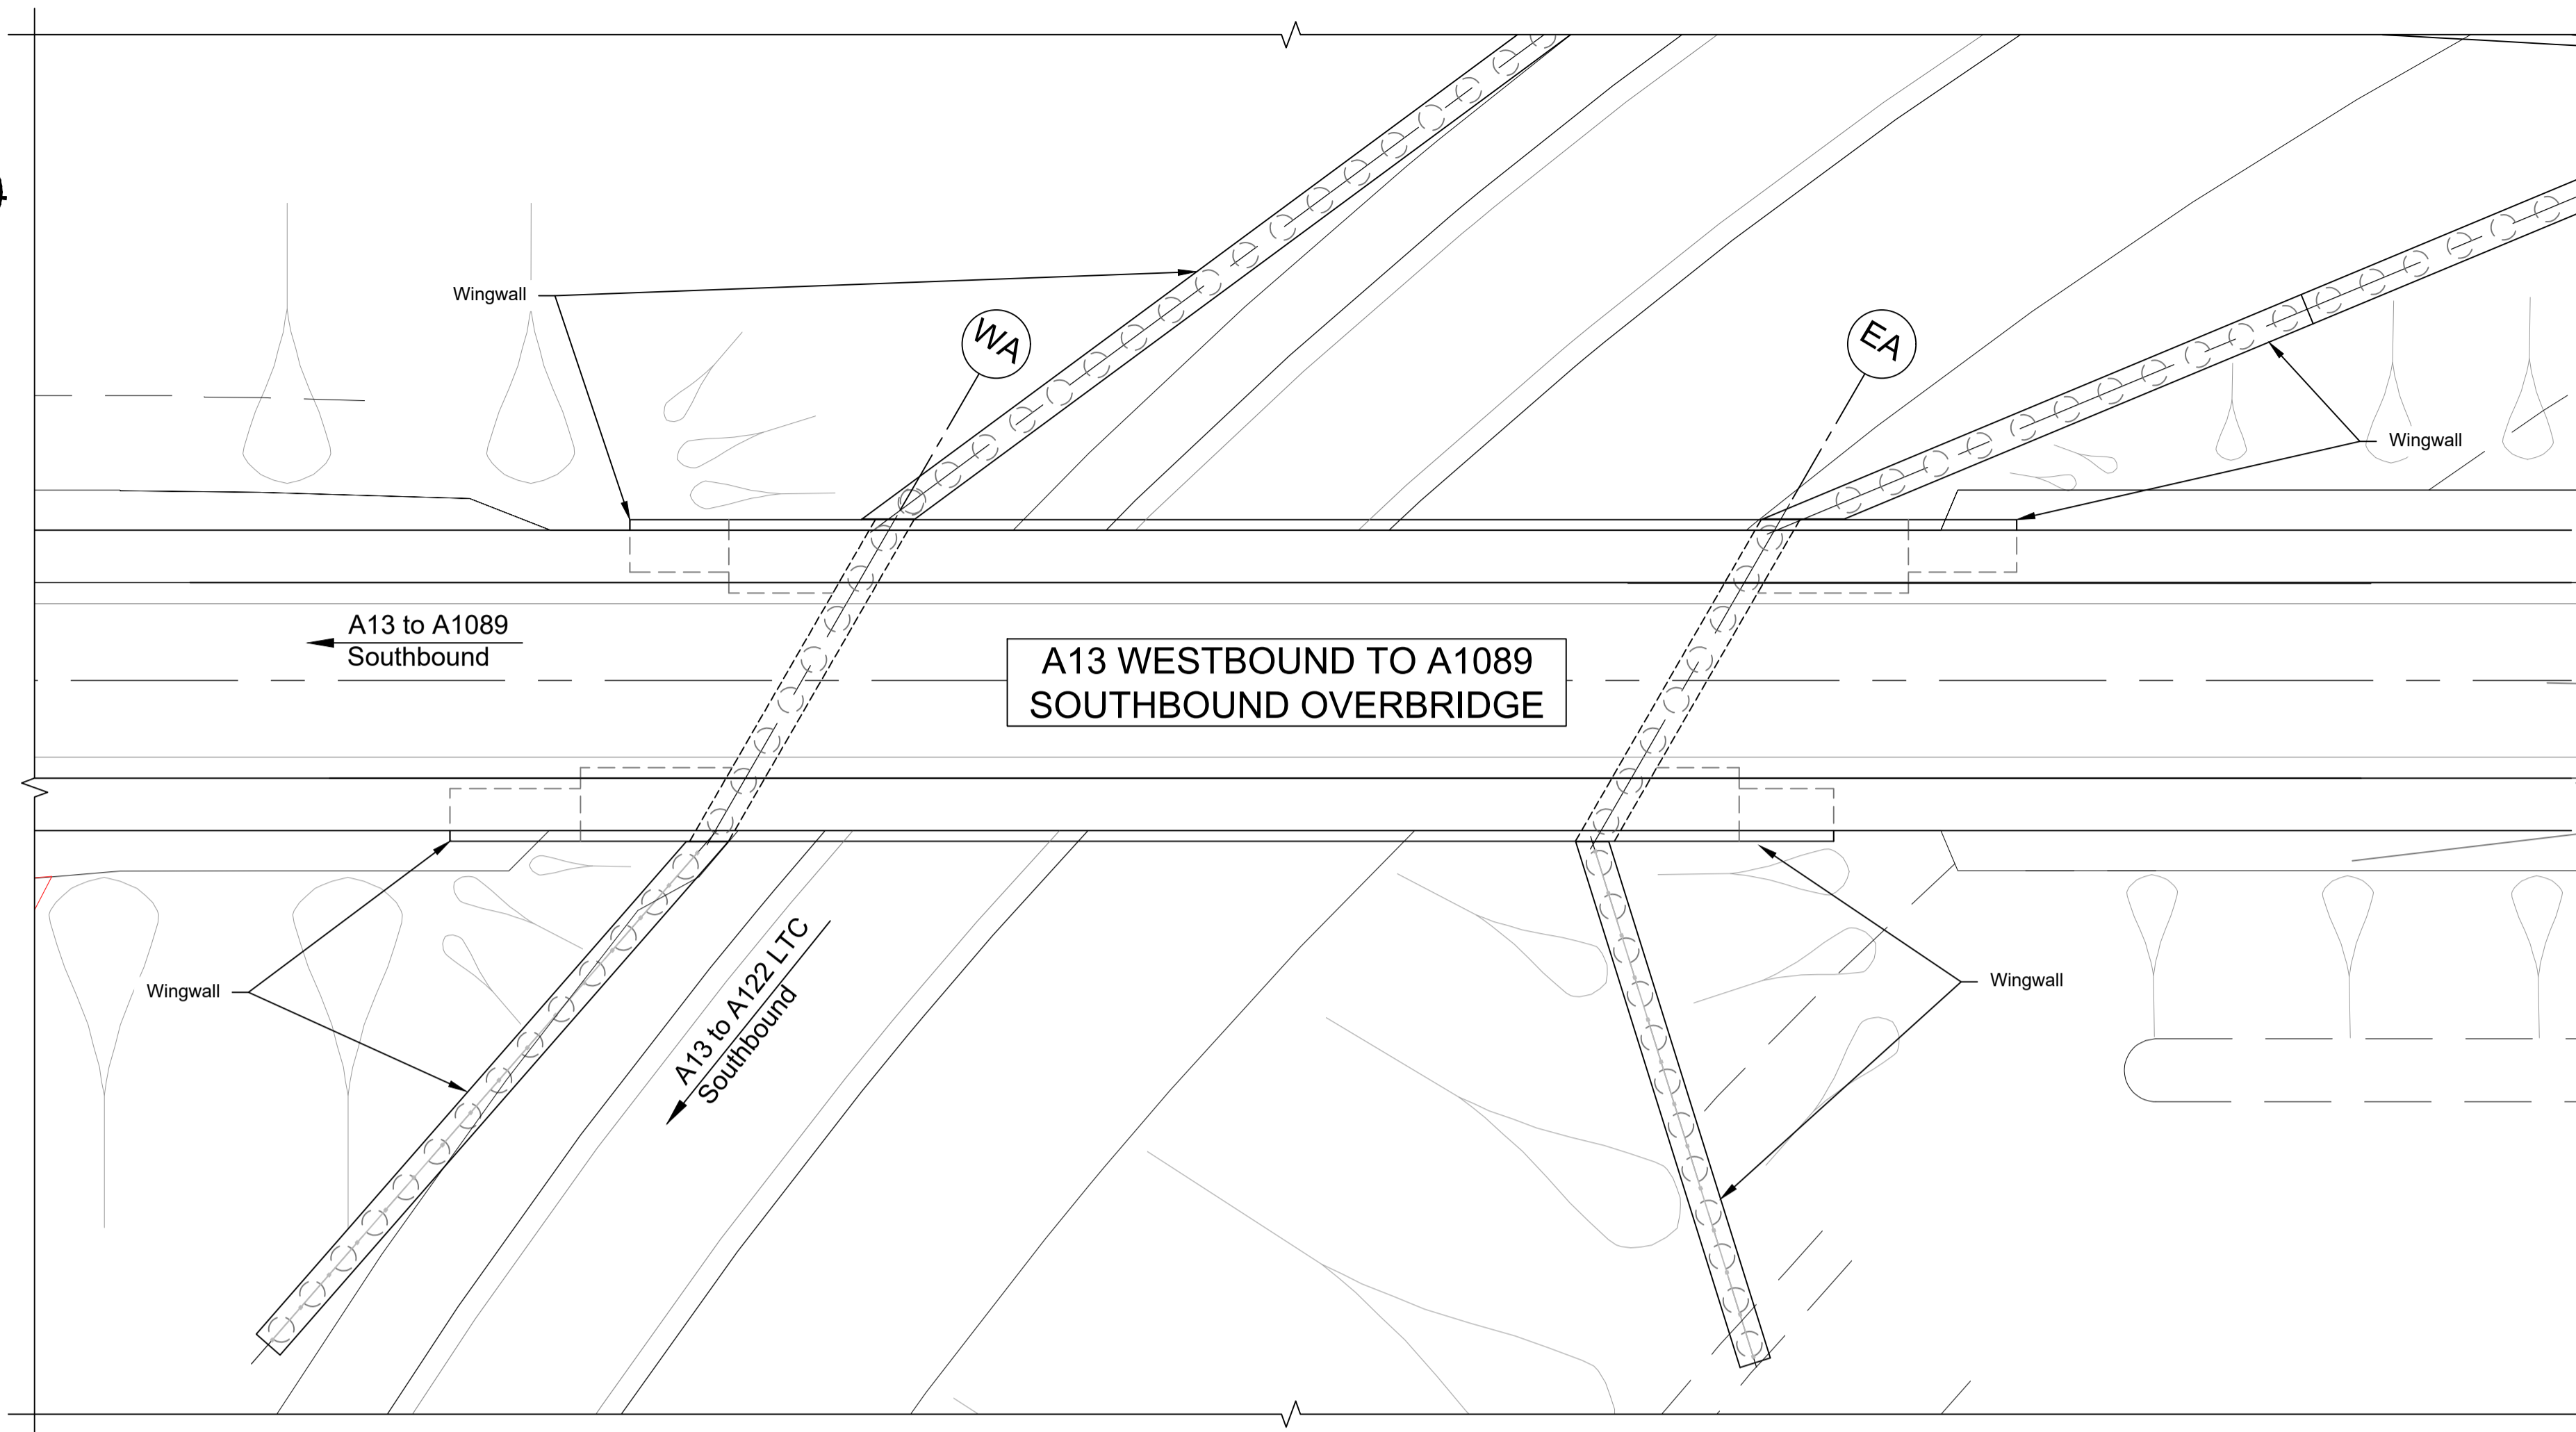 Wingwall
WA
EA
Wingwall
A13 to A1089
Southbound
A13 WESTBOUND TO A1089
SOUTHBOUND OVERBRIDGE
Wingwall
A13 to A122 LTC
Southbound
Wingwall